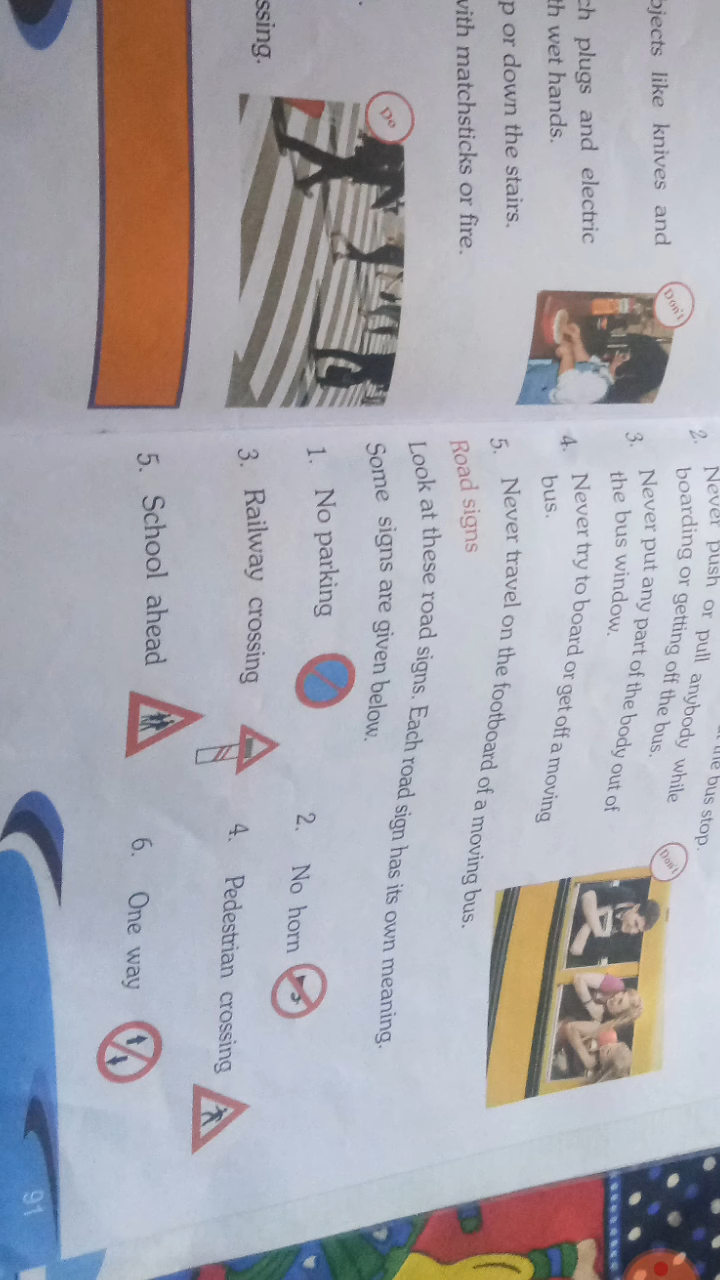 bjects like knives and
ch plugs and electric
th wet hands.
p or down the stairs.
with matchsticks or fire.
ssing.
Don't
Do
the bus stop.
2. Never push or pull anybody while
boarding or getting off the bus.
3. Never put any part of the body out of
the bus window.
4. Never try to board or get off a moving
bus.
5. Never travel on the footboard of a moving bus.
Don't
Road signs
Look at these road signs. Each road sign has its own meaning.
Some signs are given below.
1. No parking
2. No horn
3. Railway crossing
4. Pedestrian crossing
5. School ahead
6. One way
91